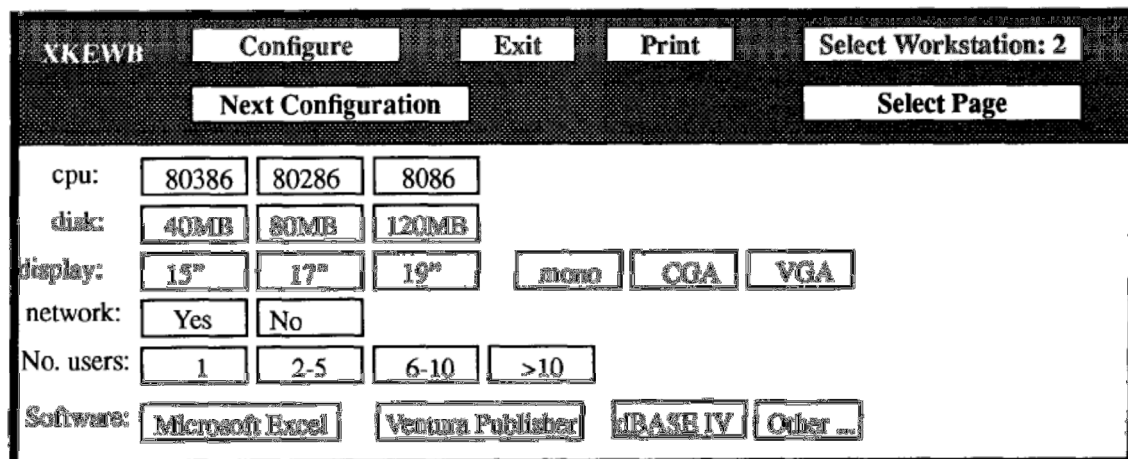 XKEWB Configure Exit Print Select Workstation: 2
Next Configuration Select Page
cpu: 80386 80286 8086
disk: 40MB 80MB 120MB
display: 15" 17" 19" mono CGA VGA
network: Yes No
No. users: 1 2-5 6-10 >10
Software: Microsoft Excel Ventura Publisher dBASE IV Other ...